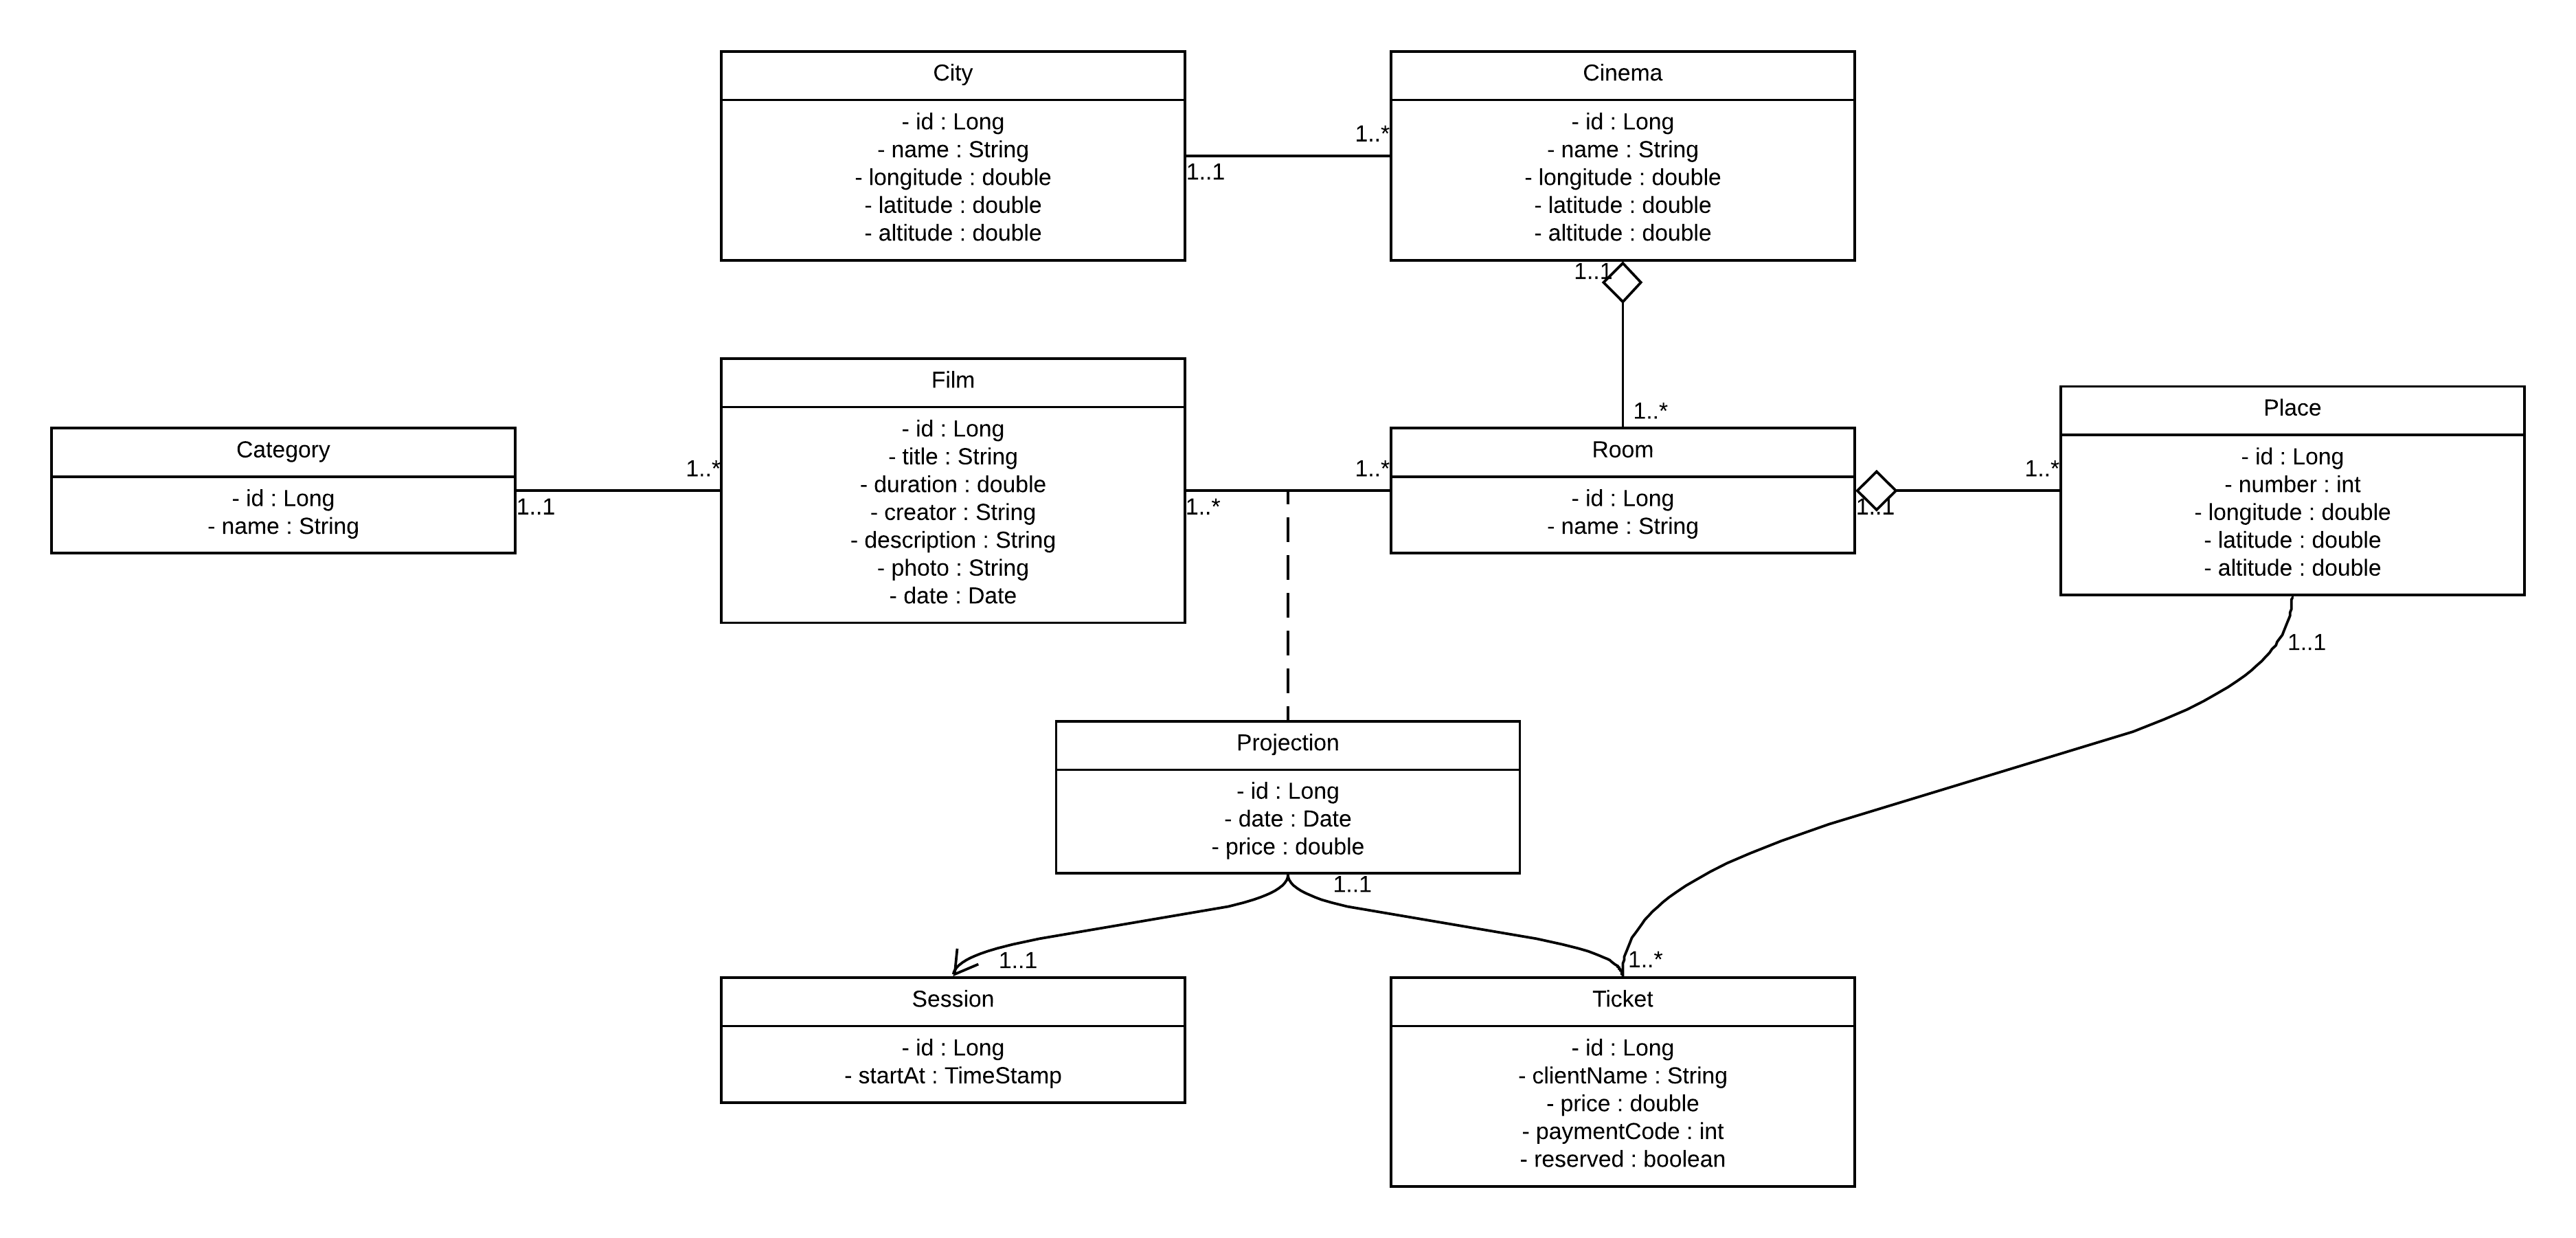 City
- id : Long
- name : String
- longitude : double
- latitude : double
- altitude : double
1..1
1..*
Cinema
- id : Long
- name : String
- longitude : double
- latitude : double
- altitude : double
1..1
1..*
Category
- id : Long
- name : String
1..1
1..*
Film
- id : Long
- title : String
- duration : double
- creator : String
- description : String
- photo : String
- date : Date
1..*
1..*
Room
- id : Long
- name : String
1..1
1..*
Place
- id : Long
- number : int
- longitude : double
- latitude : double
- altitude : double
1..1
Projection
- id : Long
- date : Date
- price : double
1..1
1..1
1..*
Session
- id : Long
- startAt : TimeStamp
Ticket
- id : Long
- clientName : String
- price : double
- paymentCode : int
- reserved : boolean